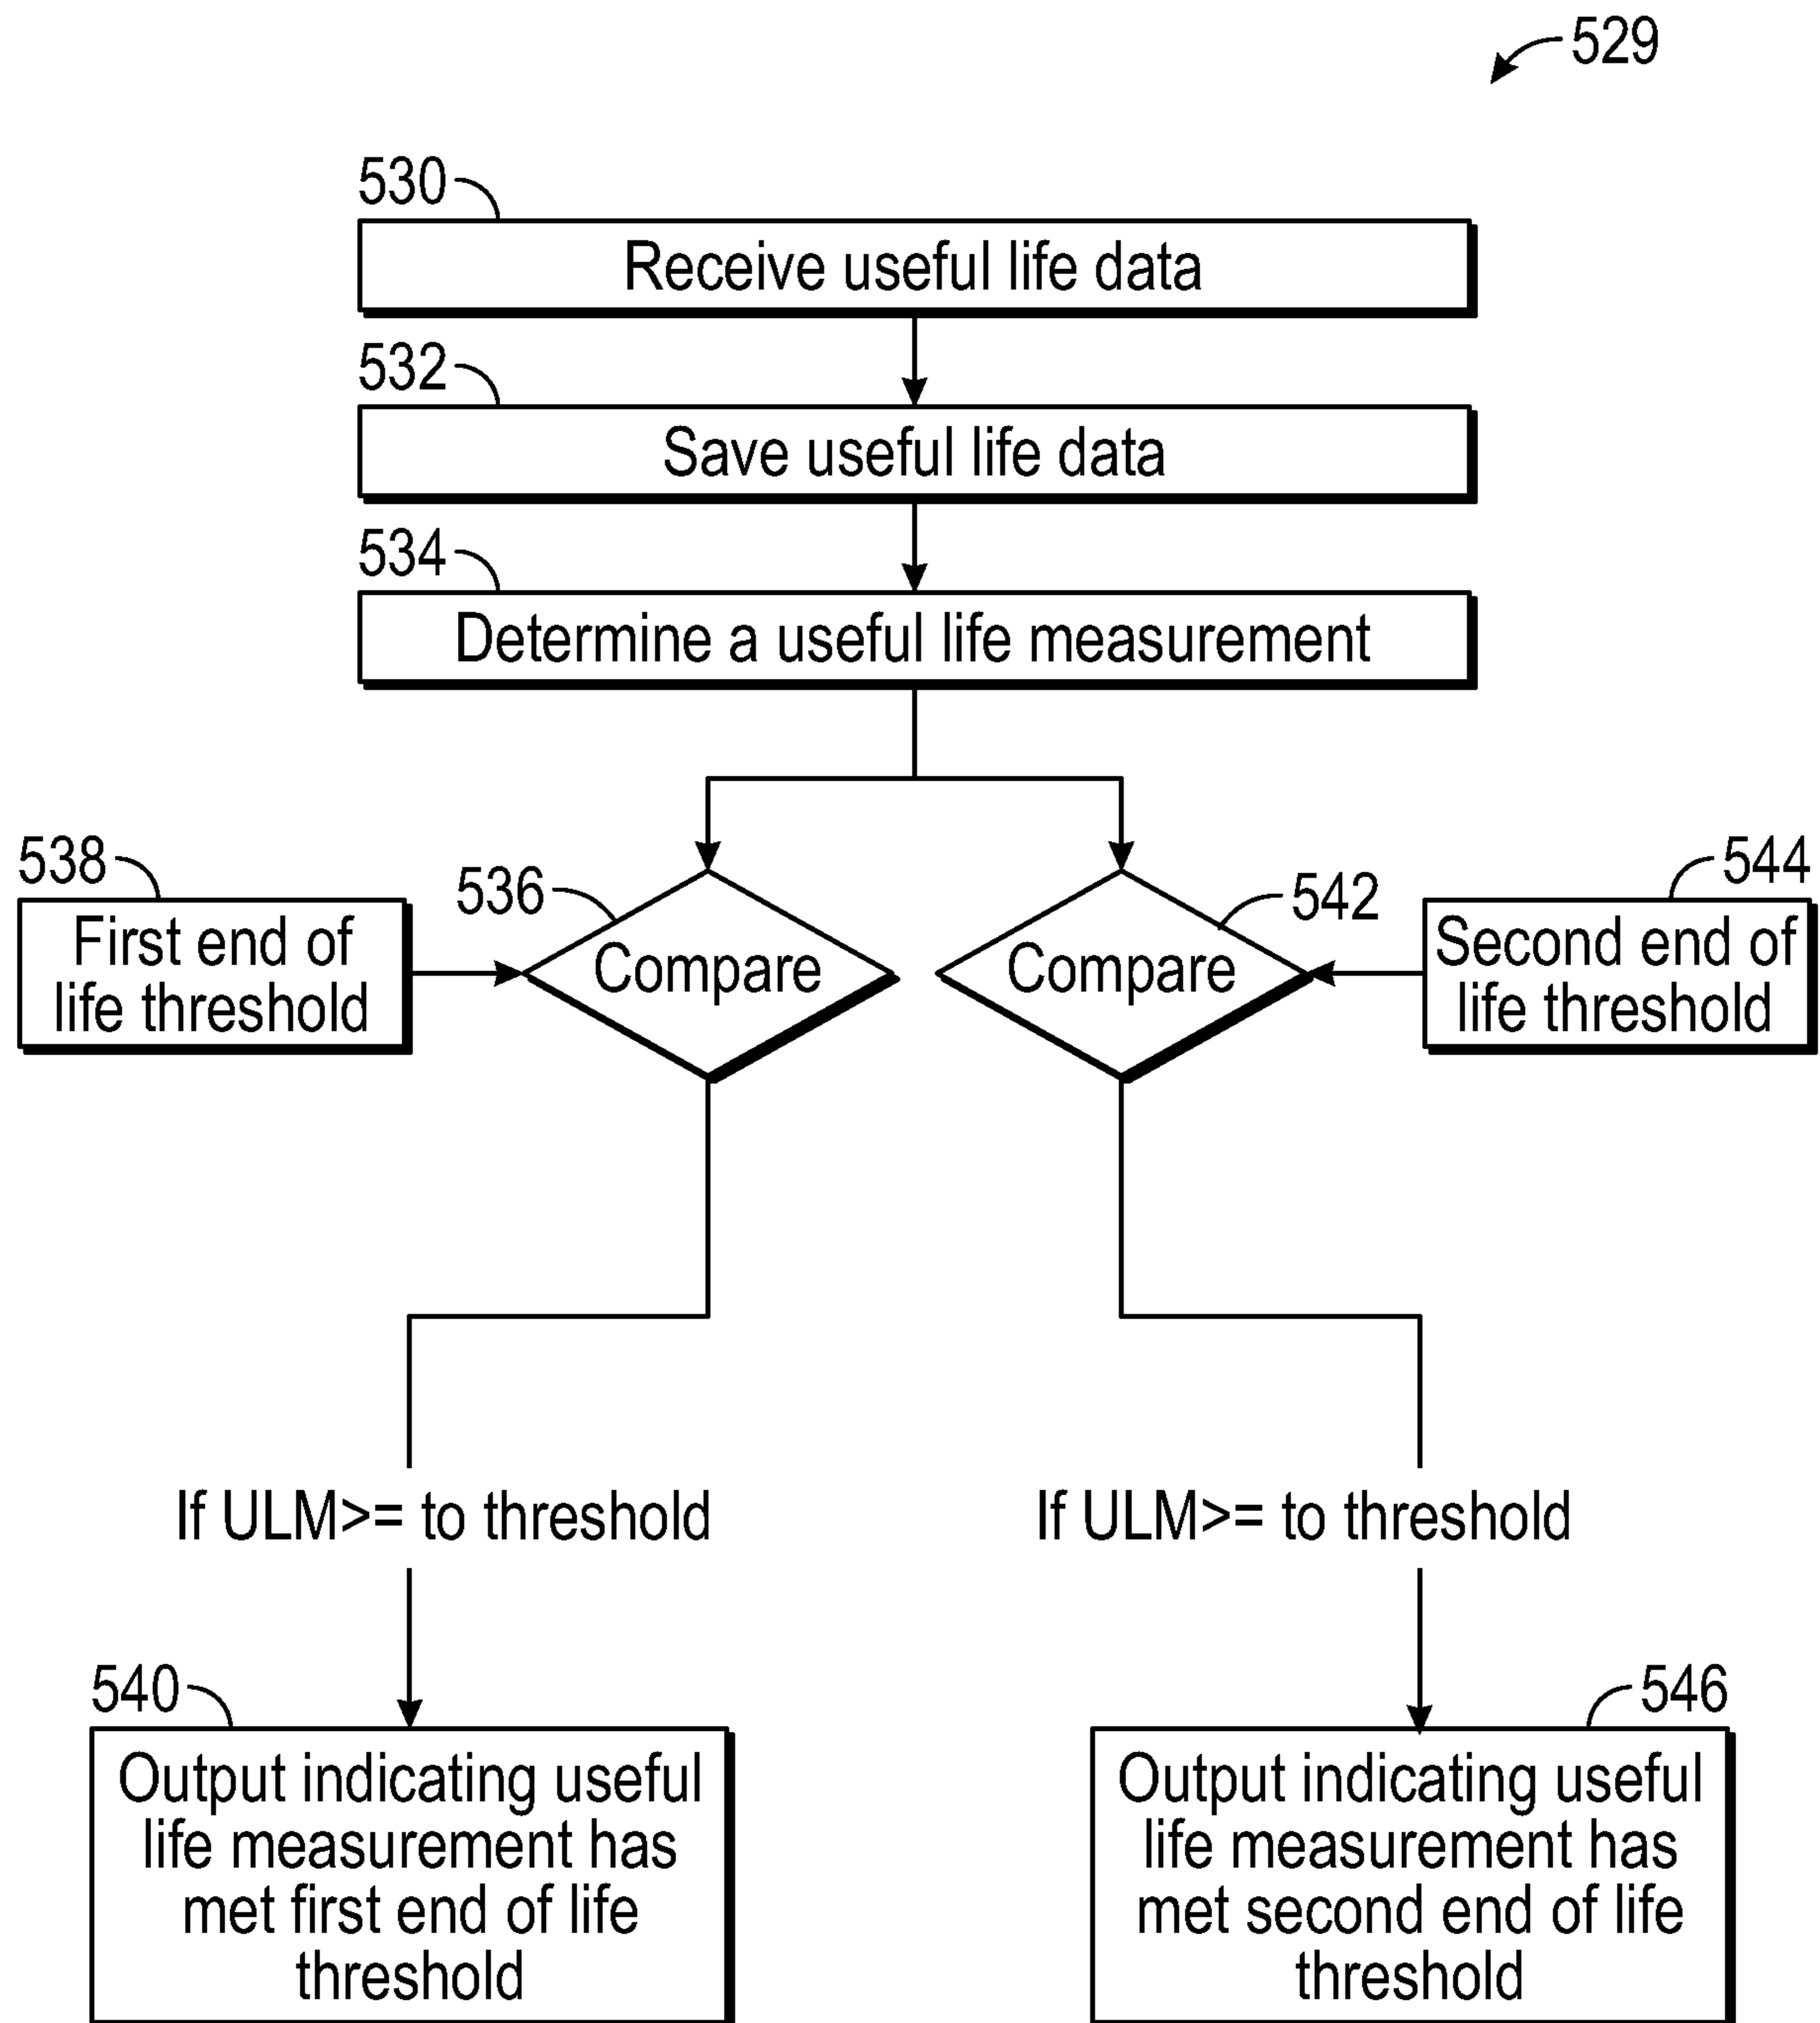 529
530
Receive useful life data
532
Save useful life data
534
Determine a useful life measurement
538
First end of
life threshold
536
Compare
542
Compare
544
Second end of
life threshold
If ULM>= to threshold
If ULM>= to threshold
540
Output indicating useful
life measurement has
met first end of life
threshold
546
Output indicating useful
life measurement has
met second end of life
threshold